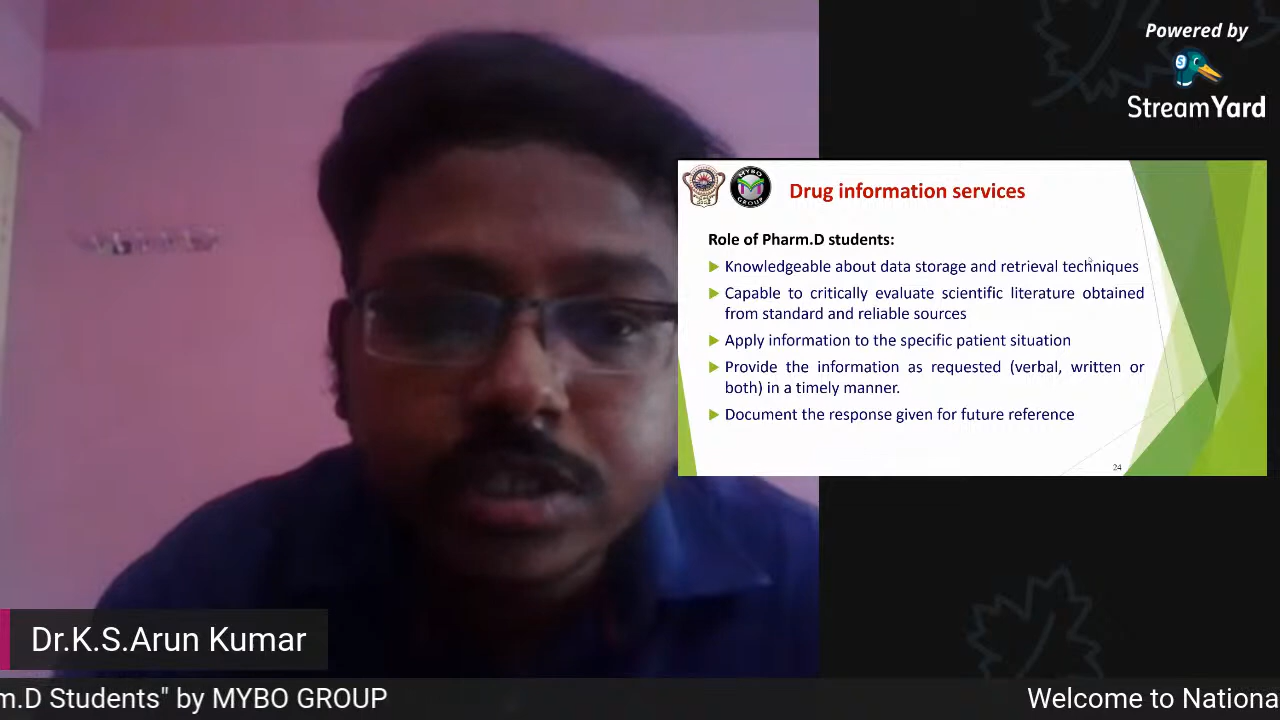 Powered by
StreamYard
MYBO
GROUP
Drug information services
Role of Pharm.D students:
Knowledgeable about data storage and retrieval techniques
Capable to critically evaluate scientific literature obtained
from standard and reliable sources
Apply information to the specific patient situation
Provide the information as requested (verbal, written or
both) in a timely manner.
Document the response given for future reference
24
Dr.K.S.Arun Kumar
m.D Students" by MYBO GROUP
Welcome to Nationa